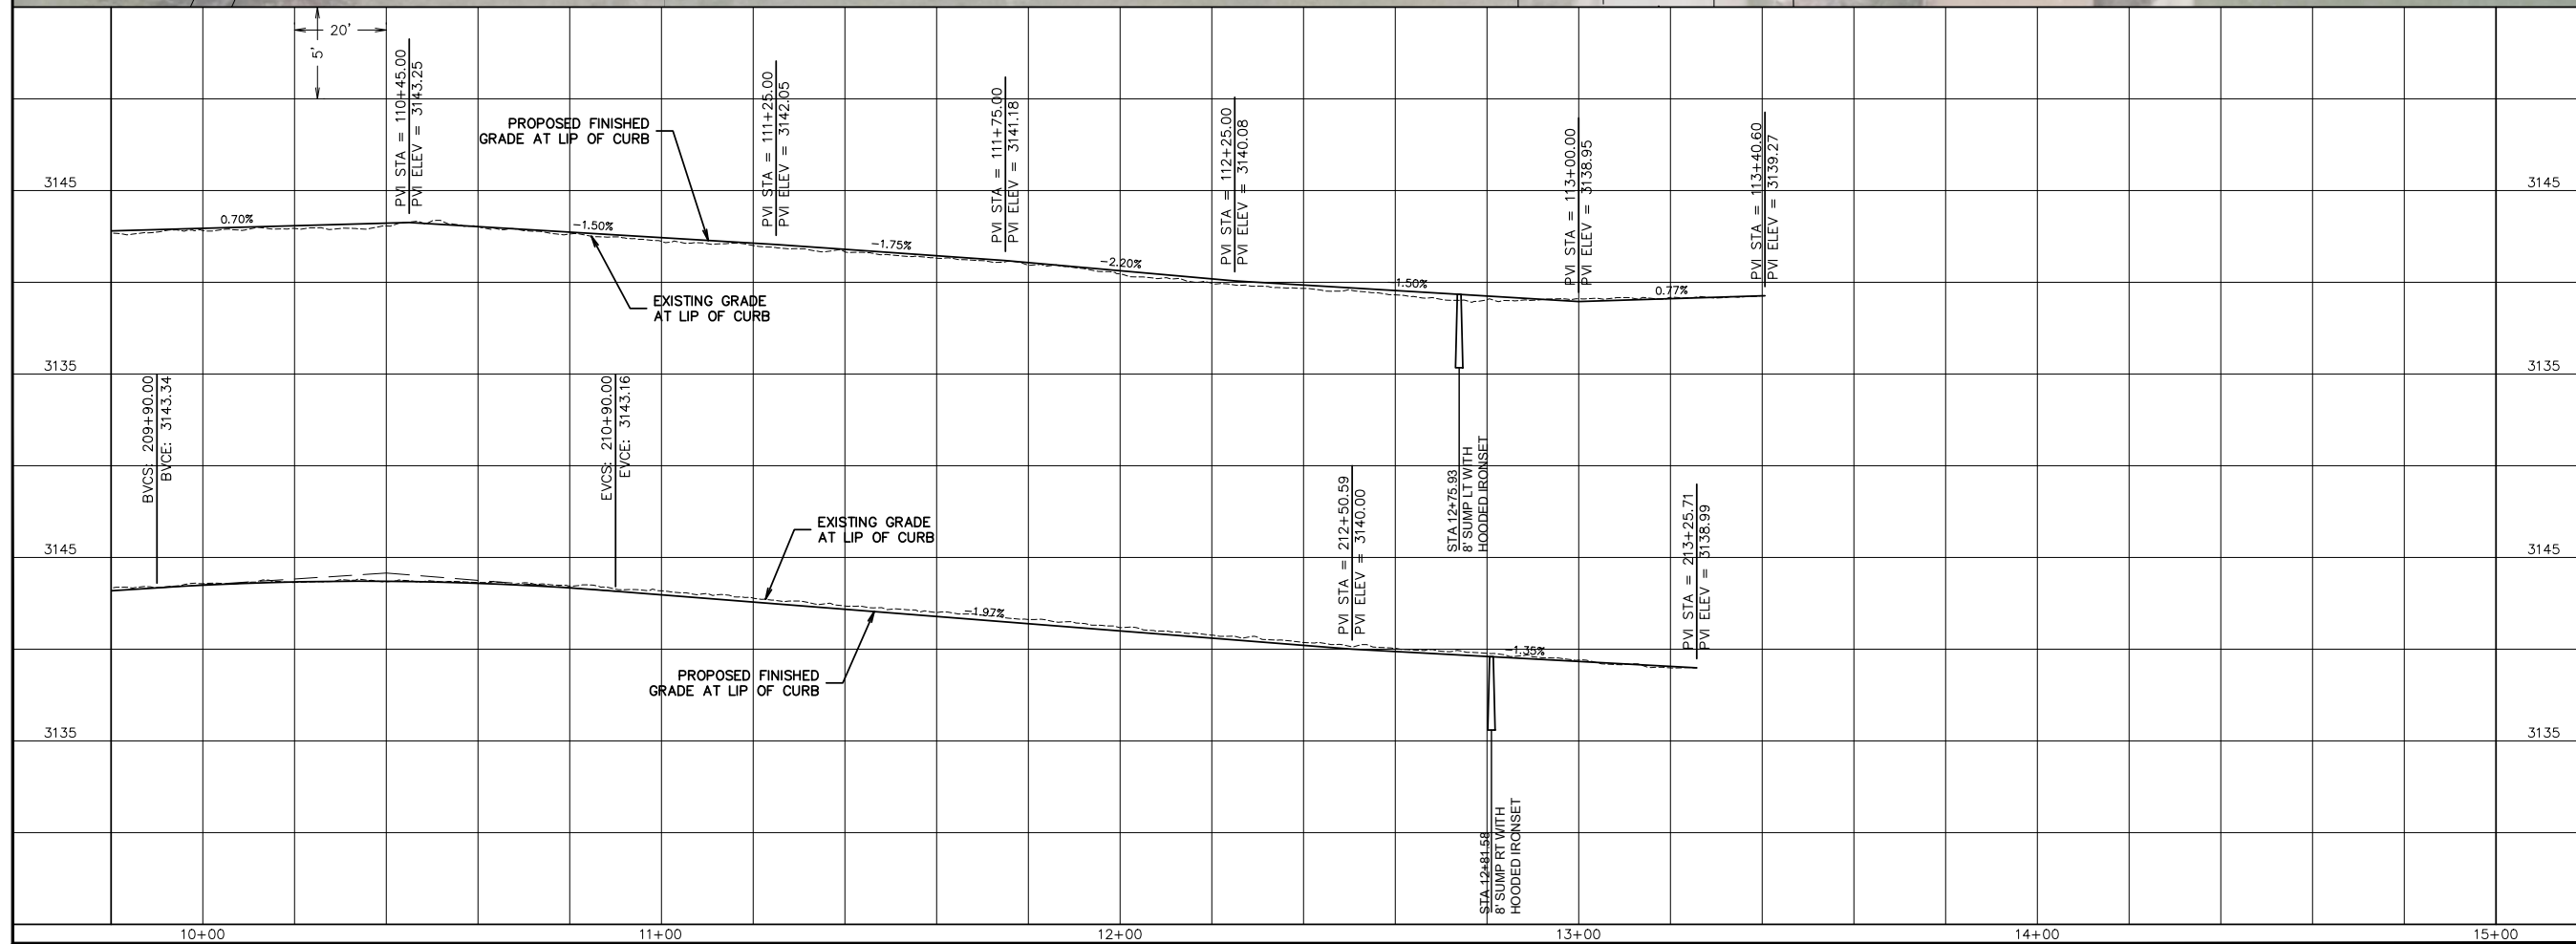 20'
5'
PVI STA = 110+45.00
PVI ELEV = 3143.25
PVI STA = 111+25.00
PVI ELEV = 3142.05
PVI STA = 111+75.00
PVI ELEV = 3141.18
PVI STA = 112+25.00
PVI ELEV = 3140.08
PVI STA = 113+00.00
PVI ELEV = 3138.95
PVI STA = 113+40.60
PVI ELEV = 3139.27
PROPOSED FINISHED
GRADE AT LIP OF CURB
3145
3145
0.70%
-1.50%
-1.75%
-2.20%
1.50%
0.77%
EXISTING GRADE
AT LIP OF CURB
3135
3135
BVCS: 209+90.00
BVCE: 3143.34
EVCS: 210+90.00
EVCE: 3143.16
STA 12+75.93
8' SUMP LT WITH
HOODED IRONSET
PVI STA = 212+50.59
PVI ELEV = 3140.00
PVI STA = 213+25.71
PVI ELEV = 3138.99
EXISTING GRADE
AT LIP OF CURB
3145
3145
-1.97%
-1.35%
PROPOSED FINISHED
GRADE AT LIP OF CURB
3135
3135
STA 12+81.58
8' SUMP RT WITH
HOODED IRONSET
10+00
11+00
12+00
13+00
14+00
15+00